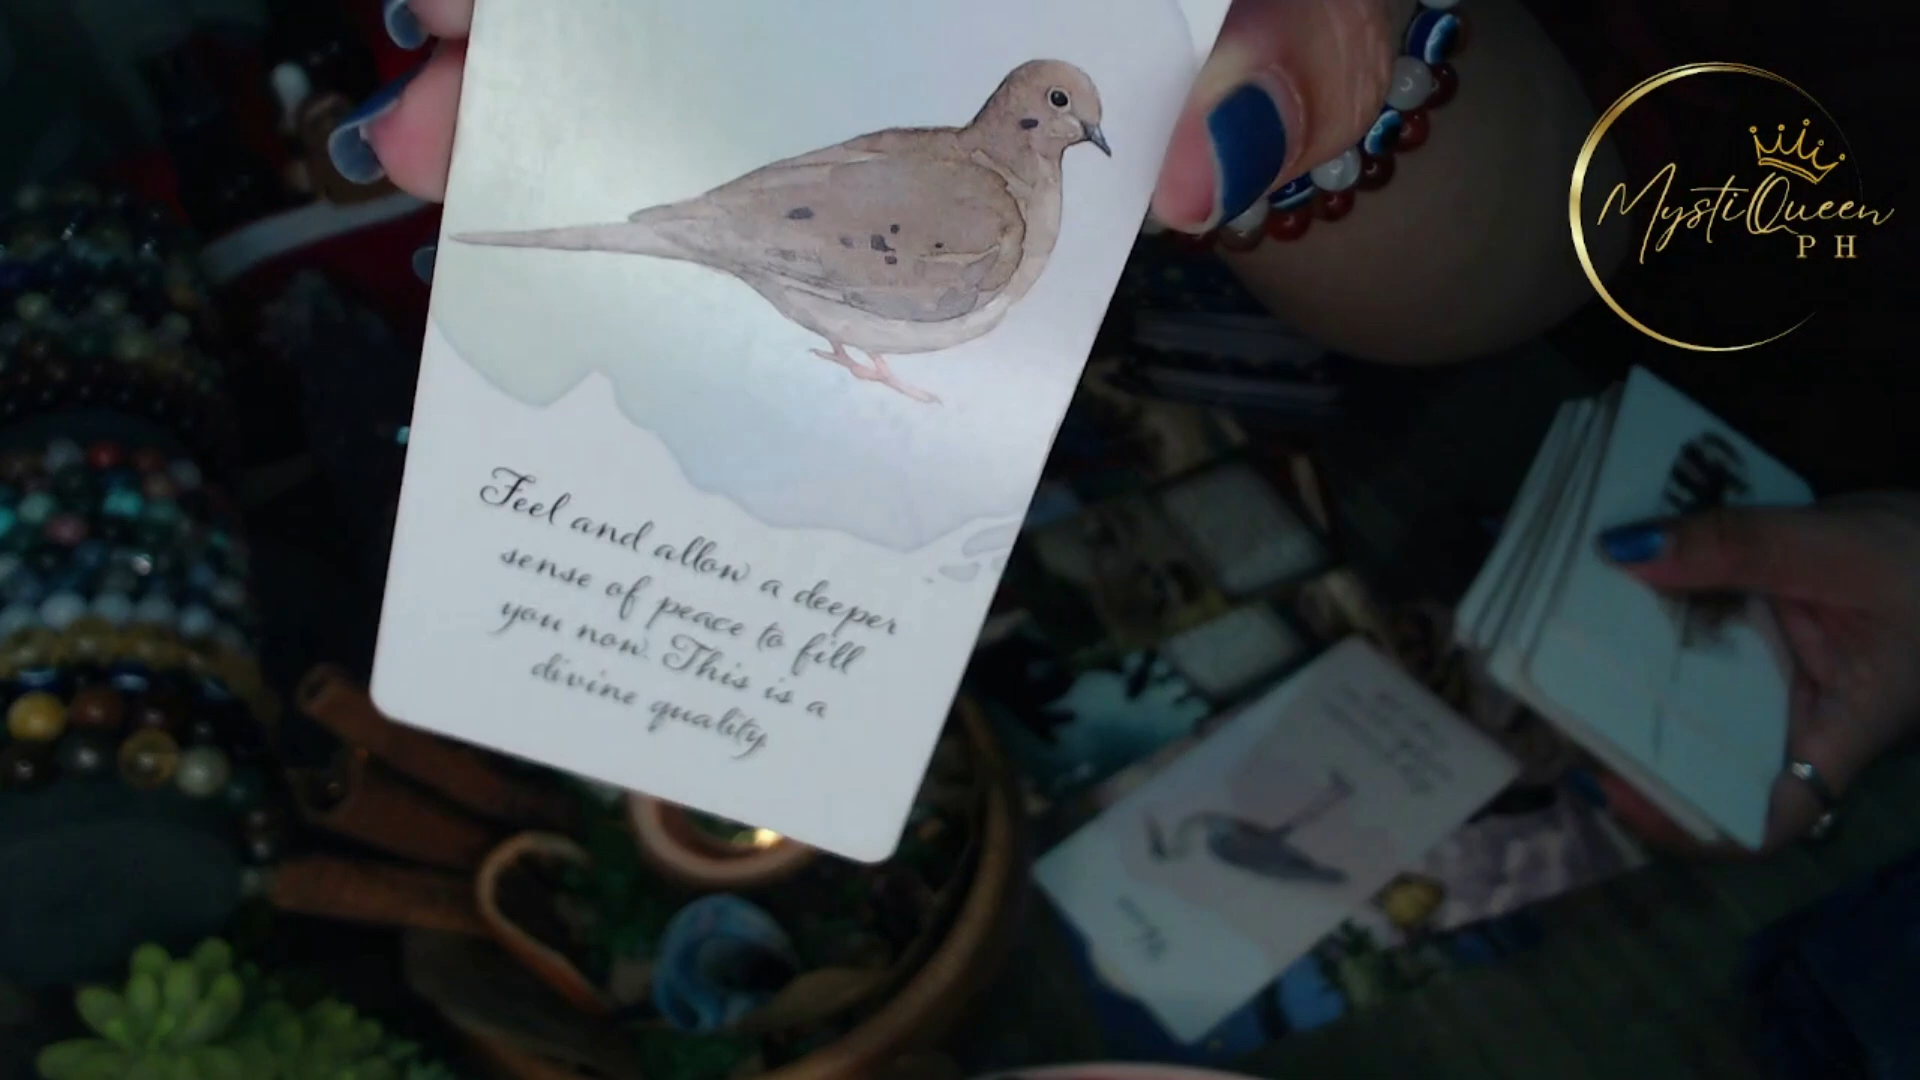 MystiQueen
PH
Feel and allow a deeper
sense of peace to fill
you now. This is a
divine quality